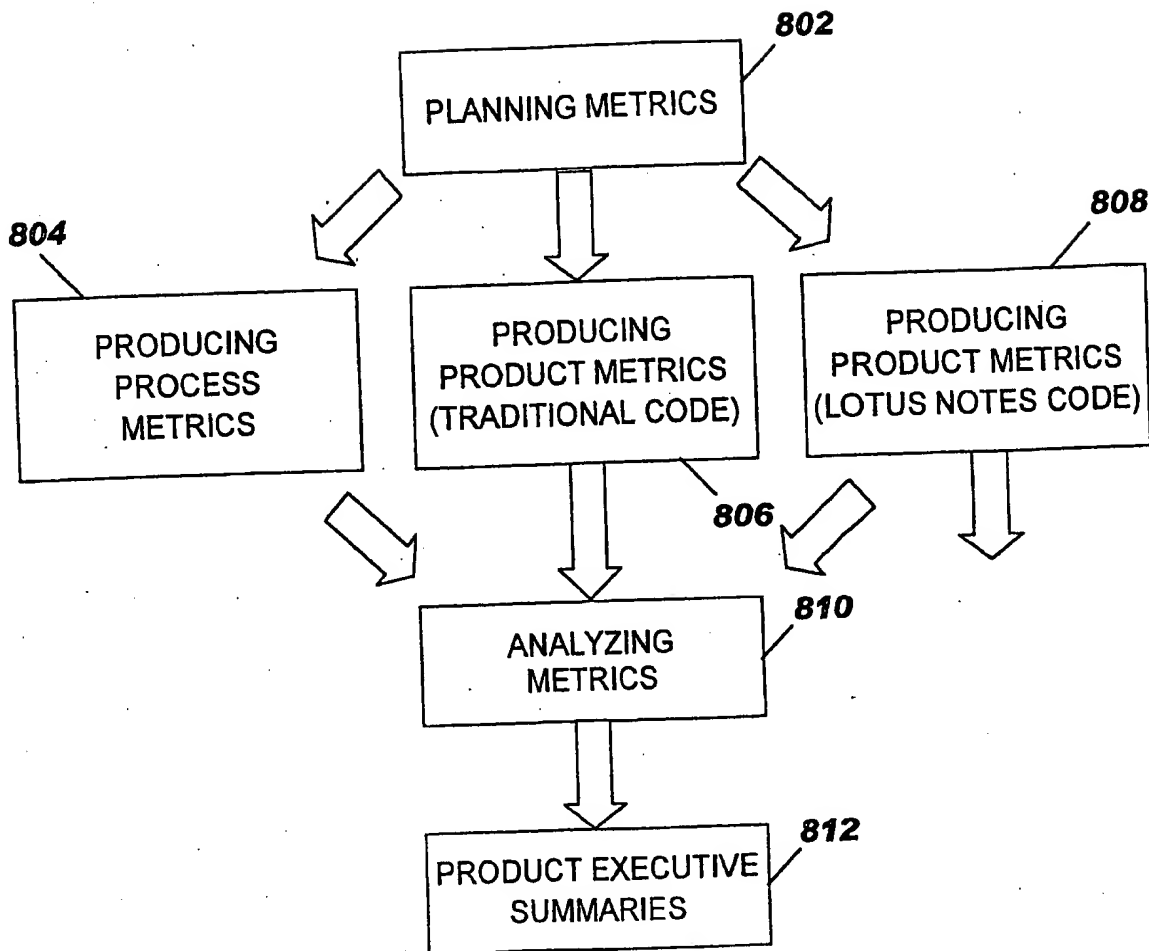 802
PLANNING METRICS
804
808
PRODUCING
PROCESS
METRICS
PRODUCING
PRODUCT METRICS
(TRADITIONAL CODE)
PRODUCING
PRODUCT METRICS
(LOTUS NOTES CODE)
806
810
ANALYZING
METRICS
812
PRODUCT EXECUTIVE
SUMMARIES